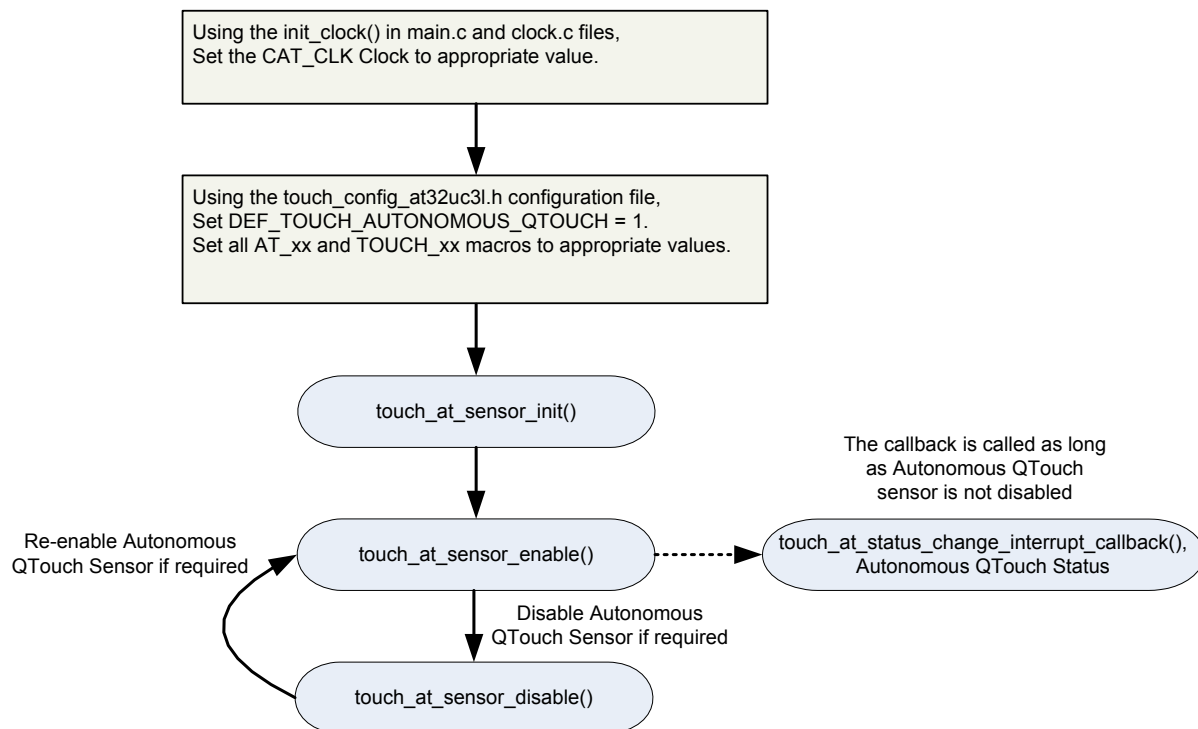 Using the init_clock() in main.c and clock.c files,
Set the CAT_CLK Clock to appropriate value.
Using the touch_config_at32uc3l.h configuration file,
Set DEF_TOUCH_AUTONOMOUS_QTOUCH = 1.
Set all AT_xx and TOUCH_xx macros to appropriate values.
touch_at_sensor_init()
The callback is called as long
as Autonomous QTouch
sensor is not disabled
Re-enable Autonomous
QTouch Sensor if required
touch_at_sensor_enable()
touch_at_status_change_interrupt_callback(),
Autonomous QTouch Status
Disable Autonomous
QTouch Sensor if required
touch_at_sensor_disable()